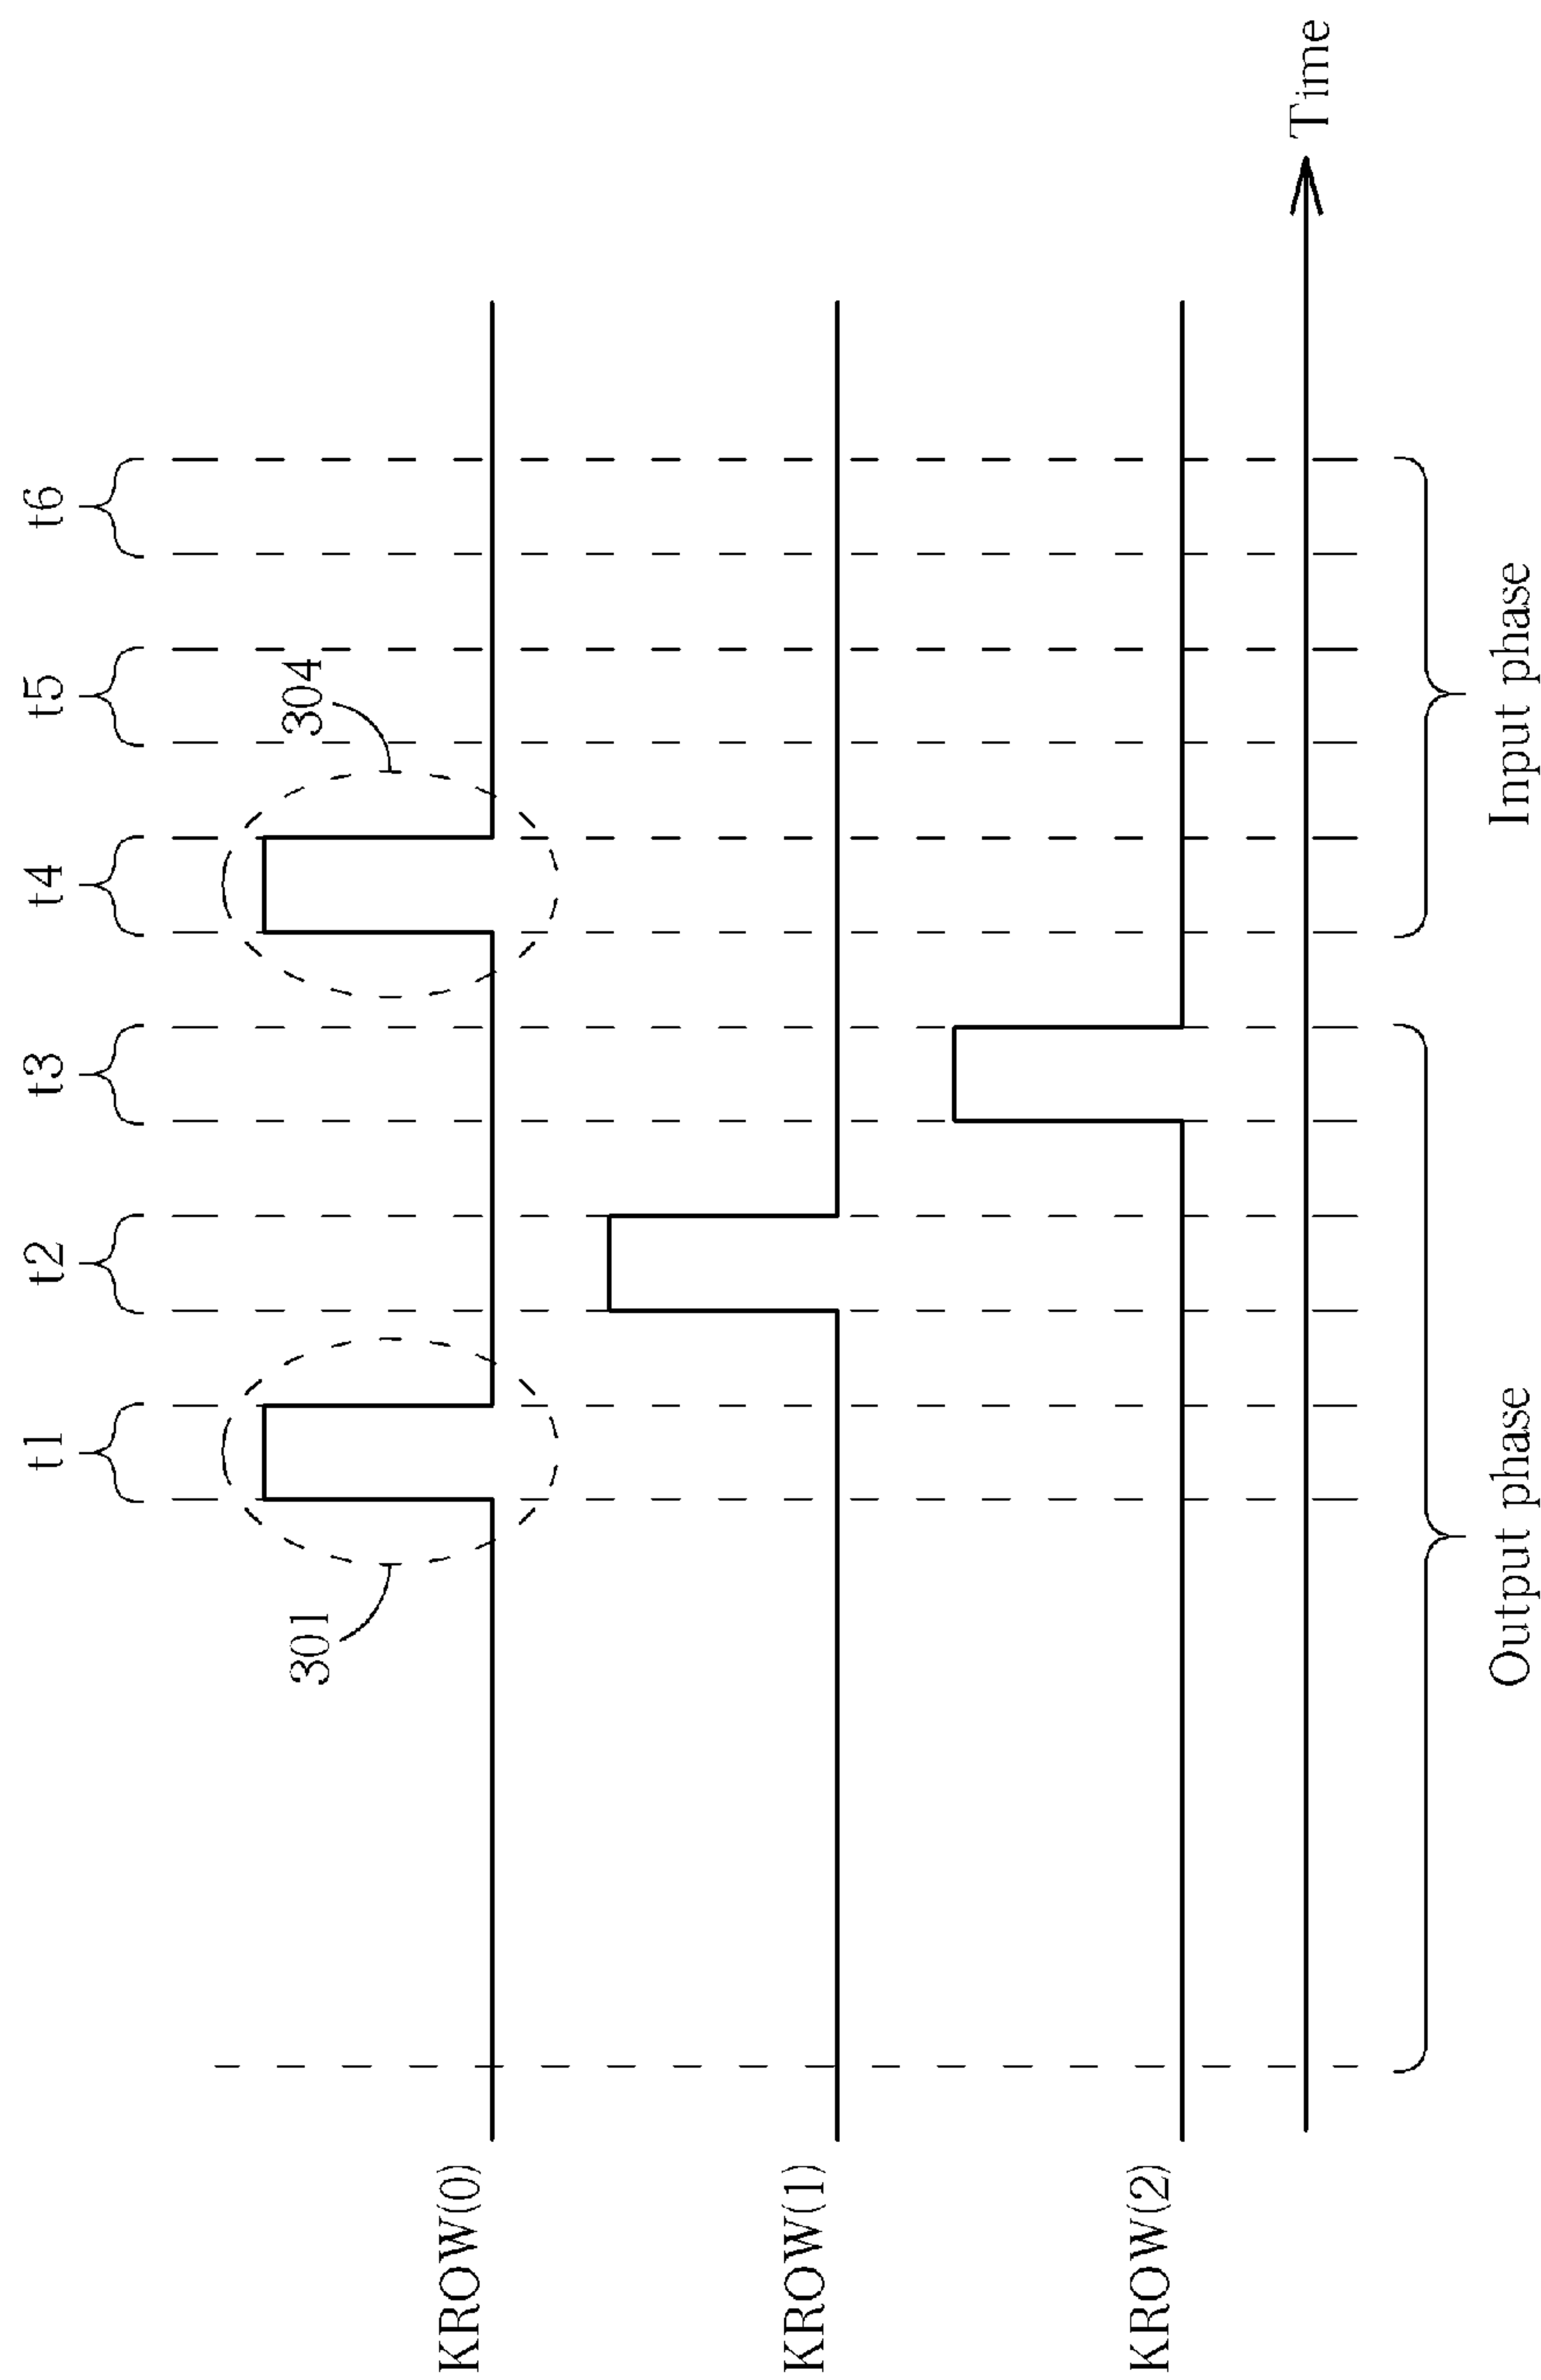 t1 t2 t3 t4 t5 t6
301
304
KROW(0)
KROW(1)
KROW(2)
Time
Output phase
Input phase